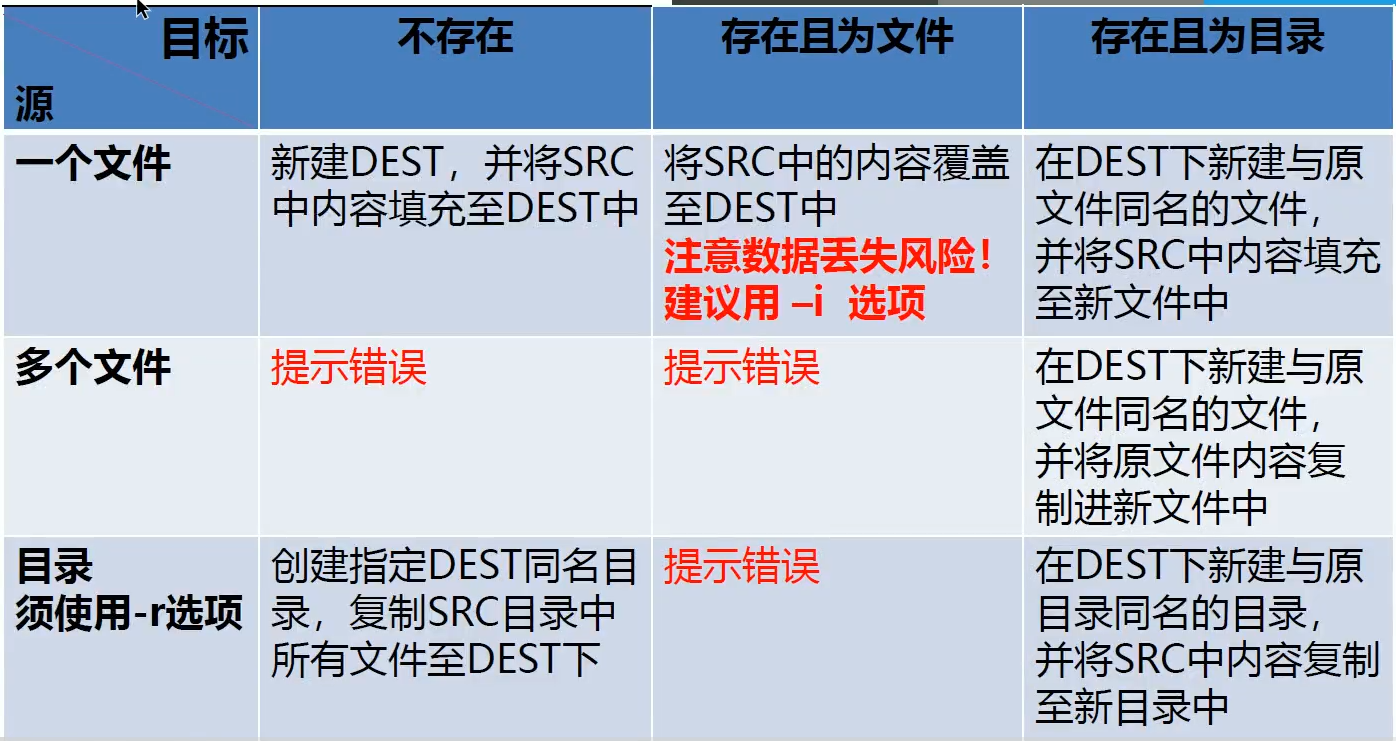 目标
源
不存在
存在且为文件
存在且为目录
一个文件
新建DEST，并将SRC
中内容填充至DEST中
将SRC中的内容覆盖
至DEST中
注意数据丢失风险！
建议用 –i 选项
在DEST下新建与原
文件同名的文件，
并将SRC中内容填充
至新文件中
多个文件
提示错误
提示错误
在DEST下新建与原
文件同名的文件，
并将原文件内容复
制进新文件中
目录
须使用-r选项
创建指定DEST同名目
录，复制SRC目录中
所有文件至DEST下
提示错误
在DEST下新建与原
目录同名的目录，
并将SRC中内容复制
至新目录中